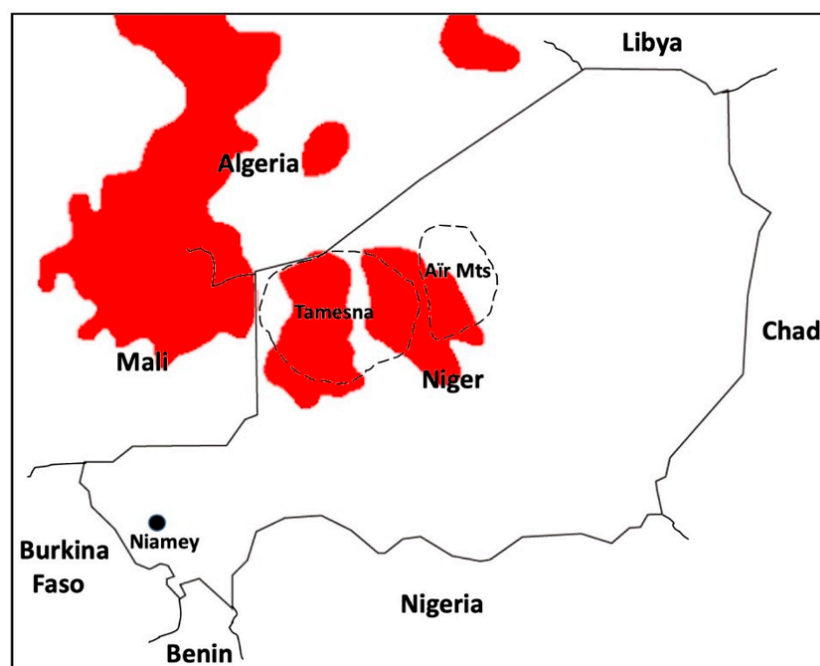 Libya
Algeria
Aïr Mts
Tamesna
Chad
Mali
Niger
Niamey
Burkina
Faso
Nigeria
Benin